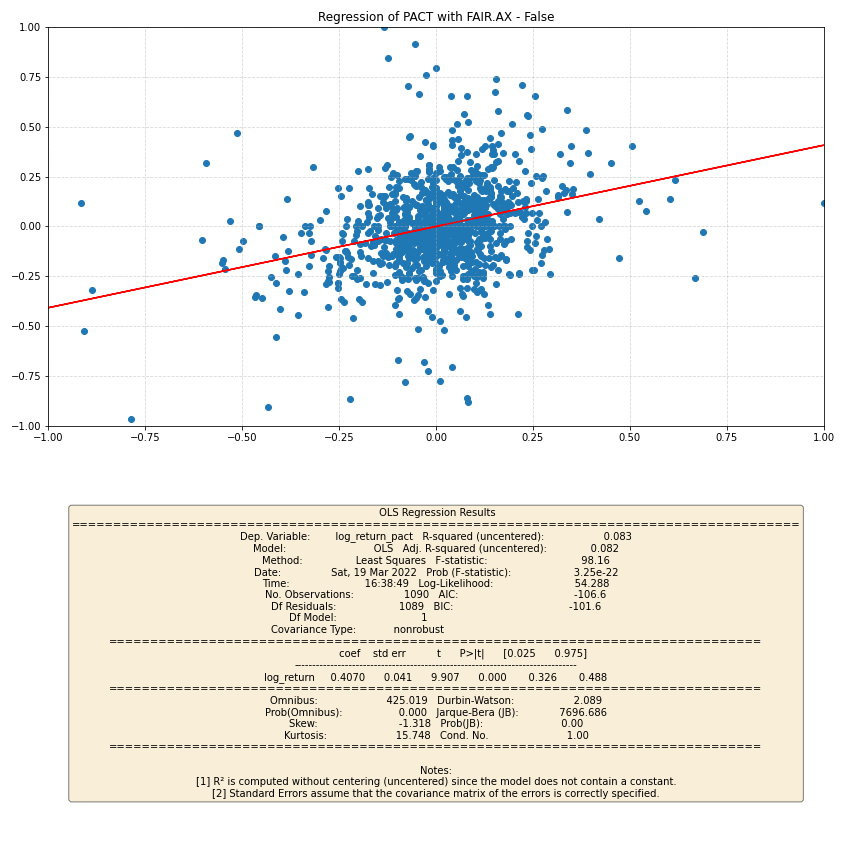 Regression of PACT with FAIR.AX - False
1.00
0.75
0.50
0.25
0.00
−0.25
−0.50
−0.75
−1.00
−1.00 −0.75 −0.50 −0.25 0.00 0.25 0.50 0.75 1.00
OLS Regression Results
==============================================================================
Dep. Variable: log_return_pact R-squared (uncentered): 0.083
Model: OLS Adj. R-squared (uncentered): 0.082
Method: Least Squares F-statistic: 98.16
Date: Sat, 19 Mar 2022 Prob (F-statistic): 3.25e-22
Time: 16:38:49 Log-Likelihood: 54.288
No. Observations: 1090 AIC: -106.6
Df Residuals: 1089 BIC: -101.6
Df Model: 1
Covariance Type: nonrobust
==============================================================================
coef std err t P>|t| [0.025 0.975]
------------------------------------------------------------------------------
log_return 0.4070 0.041 9.907 0.000 0.326 0.488
==============================================================================
Omnibus: 425.019 Durbin-Watson: 2.089
Prob(Omnibus): 0.000 Jarque-Bera (JB): 7696.686
Skew: -1.318 Prob(JB): 0.00
Kurtosis: 15.748 Cond. No. 1.00
==============================================================================
Notes:
[1] R² is computed without centering (uncentered) since the model does not contain a constant.
[2] Standard Errors assume that the covariance matrix of the errors is correctly specified.